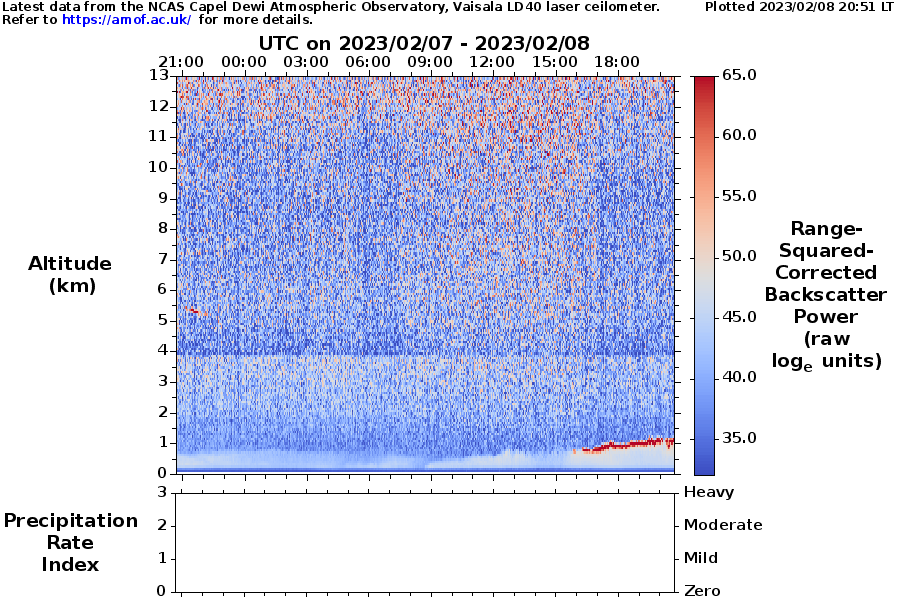 Latest data from the NCAS Capel Dewi Atmospheric Observatory, Vaisala LD40 laser ceilometer.
Plotted 2023/02/08 20:51 LT
Refer to https://amof.ac.uk/ for more details.
UTC on 2023/02/07 - 2023/02/08
21:00 00:00 03:00 06:00 09:00 12:00 15:00 18:00
13
12
11
10
9
8
7
6
5
4
3
2
1
0
Altitude
(km)
65.0
60.0
55.0
50.0
45.0
40.0
35.0
Range-
Squared-
Corrected
Backscatter
Power
(raw
loge units)
3
2
1
0
Precipitation
Rate
Index
Heavy
Moderate
Mild
Zero